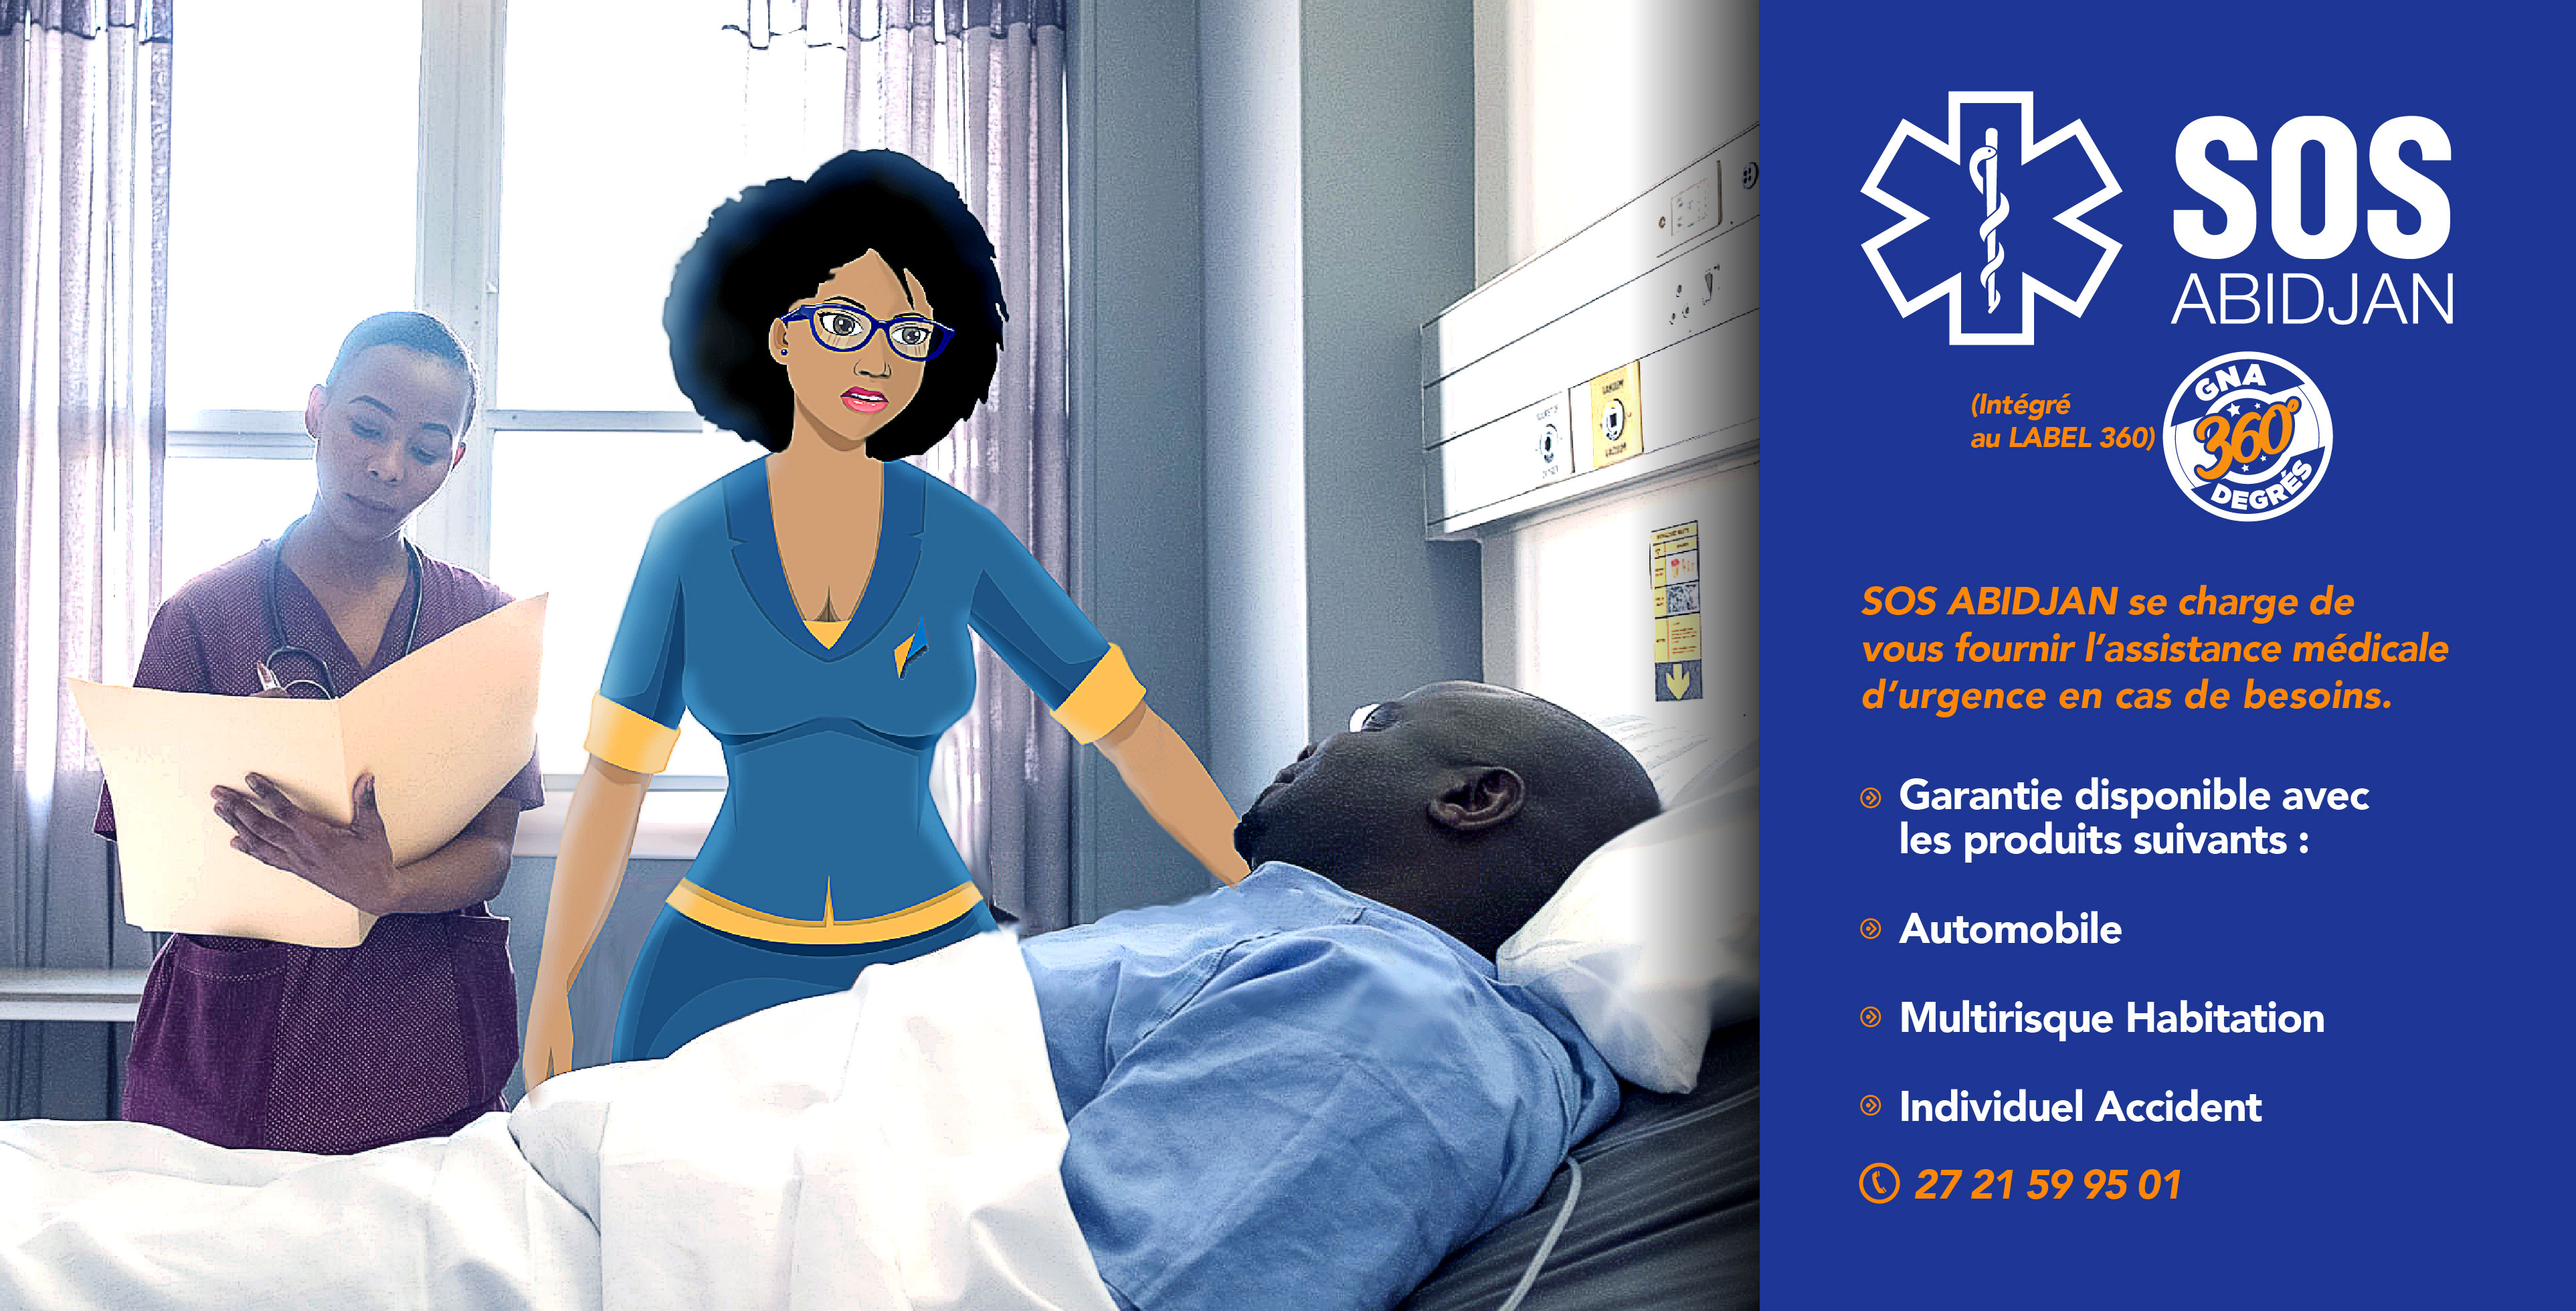 SOS
ABIDJAN
(Intégré
au LABEL 360)
GNA
360°
DEGRÉS
SOS ABIDJAN se charge de
vous fournir l’assistance médicale
d’urgence en cas de besoins.
Garantie disponible avec
les produits suivants :
Automobile
Multirisque Habitation
Individuel Accident
27 21 59 95 01